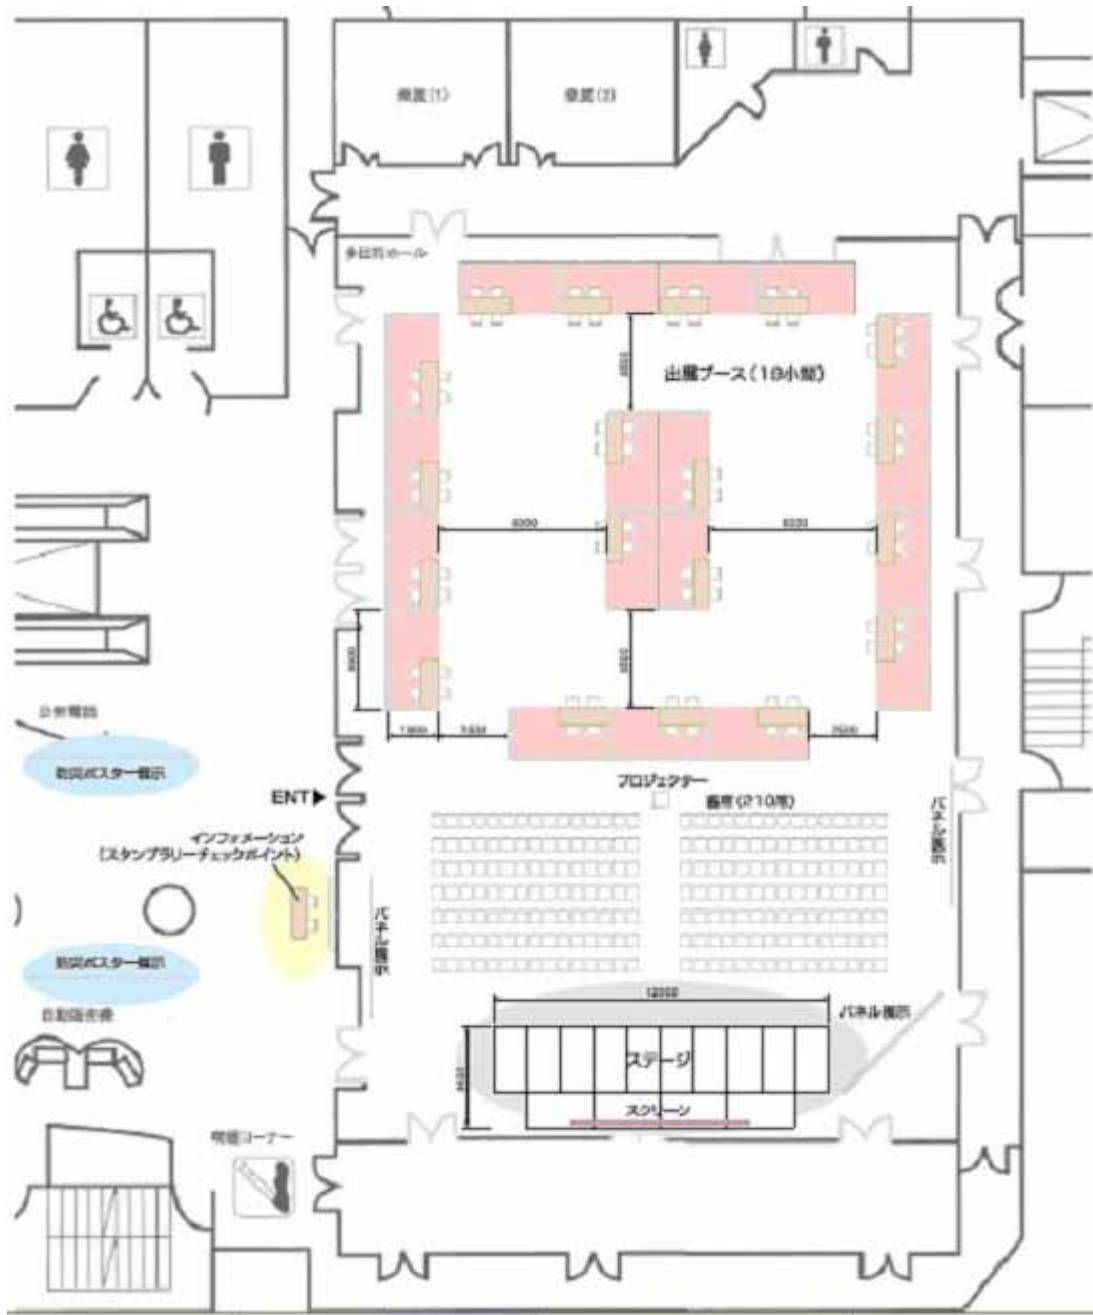 控室(1)
控室(2)
多目的ホール
出展ブース(19小間)
公衆電話
防災ポスター展示
プロジェクター
客席(210席)
ENT▶
インフォメーション
(スタンプラリーチェックポイント)
パネル展示
パネル展示
防災ポスター展示
自動販売機
12000
パネル展示
ステージ
スクリーン
喫煙コーナー